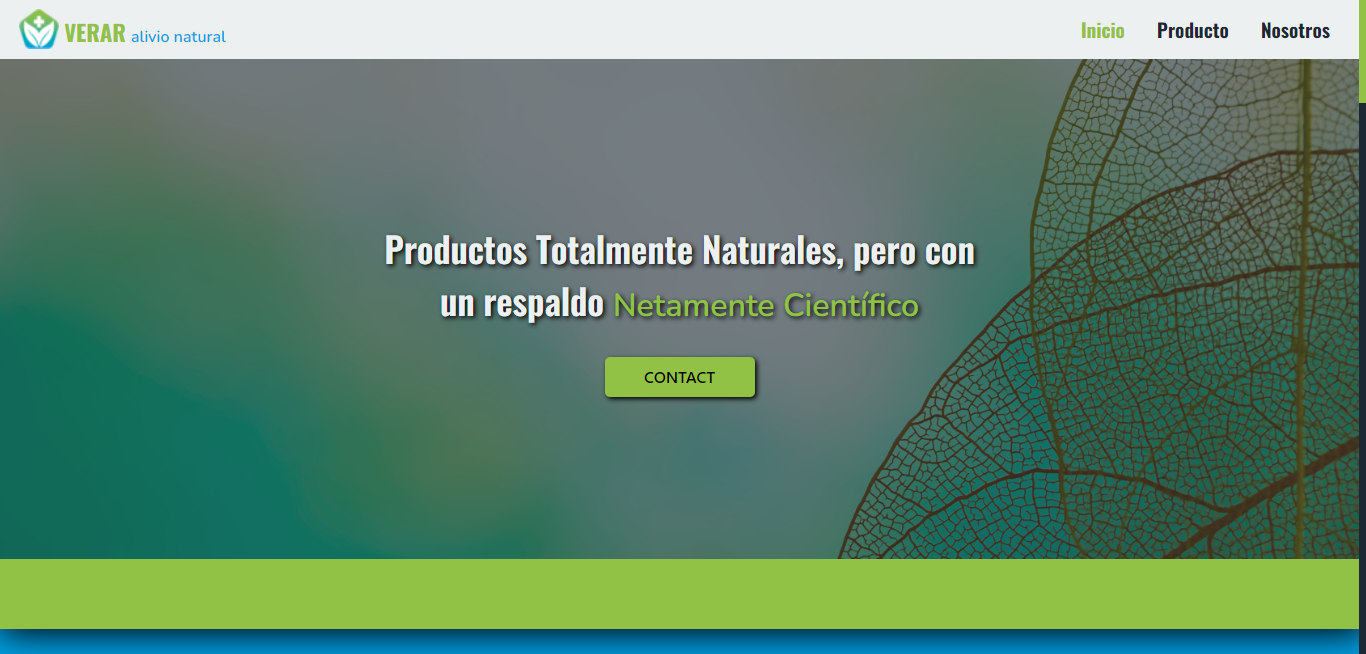 VERAR alivio natural
Inicio Producto Nosotros
Productos Totalmente Naturales, pero con
un respaldo Netamente Científico
CONTACT